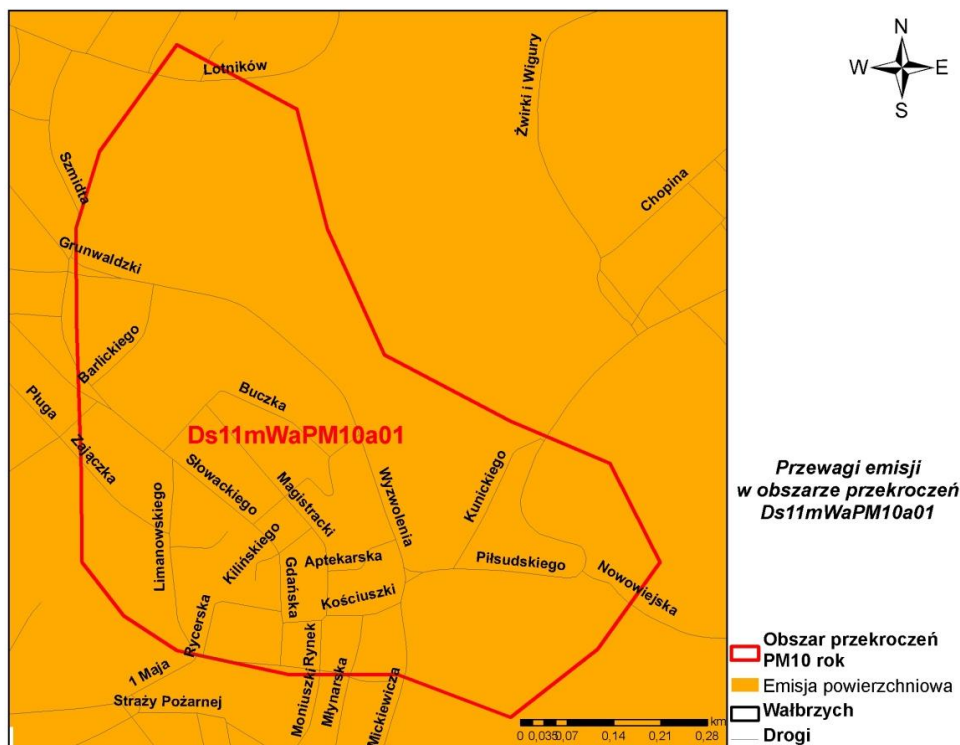 Lotników
Żwirki i Wigury
N
W
E
S
Szmidta
Chopina
Grunwaldzki
Barlickiego
Buczka
Pługa
Ds11mWaPM10a01
Zajączka
Słowackiego
Magistracki
Wyzwolenia
Kunickiego
Przewagi emisji
w obszarze przekroczeń
Ds11mWaPM10a01
Limanowskiego
Kilińskiego
Gdańska
Aptekarska
Piłsudskiego
Nowowiejska
Kościuszki
Rycerska
Rynek
1 Maja
Moniuszki
Młynarska
Mickiewicza
Straży Pożarnej
km
0 0,035 0,07 0,14 0,21 0,28
Obszar przekroczeń
PM10 rok
Emisja powierzchniowa
Wałbrzych
Drogi